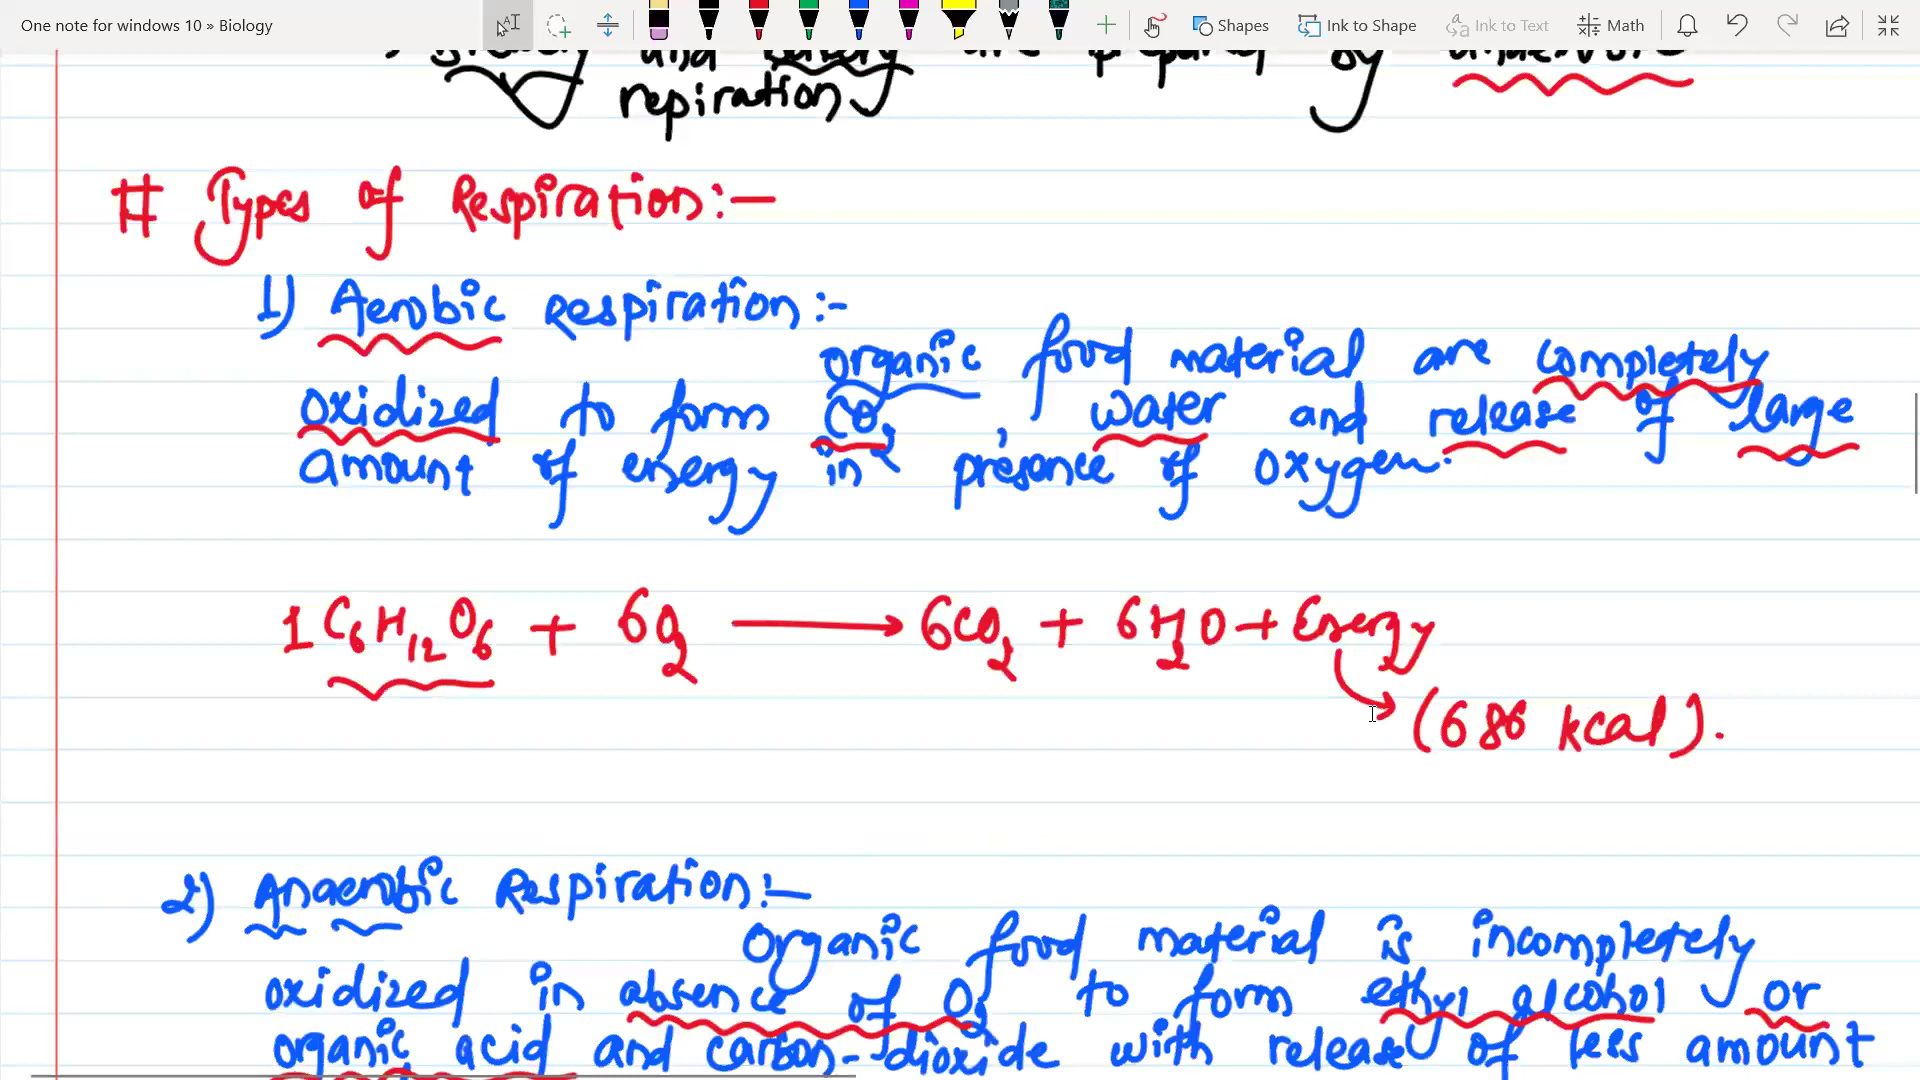 One note for windows 10 » Biology
Shapes Ink to Shape Ink to Text Math
and are by
repiration
# Types of Respiration:-
1) Aerobic Respiration:-
organic food material are completely
oxidized to form CO2, water and release of large
amount of energy in presence of oxygen.
1 C6H12O6 + 6O2 → 6CO2 + 6H2O + Energy
(686 kcal).
2) Anaerobic Respiration:-
Organic food material is incompletely
oxidized in absence of O2 to form ethyl alcohol or
organic acid and carbon-dioxide with release of less amount